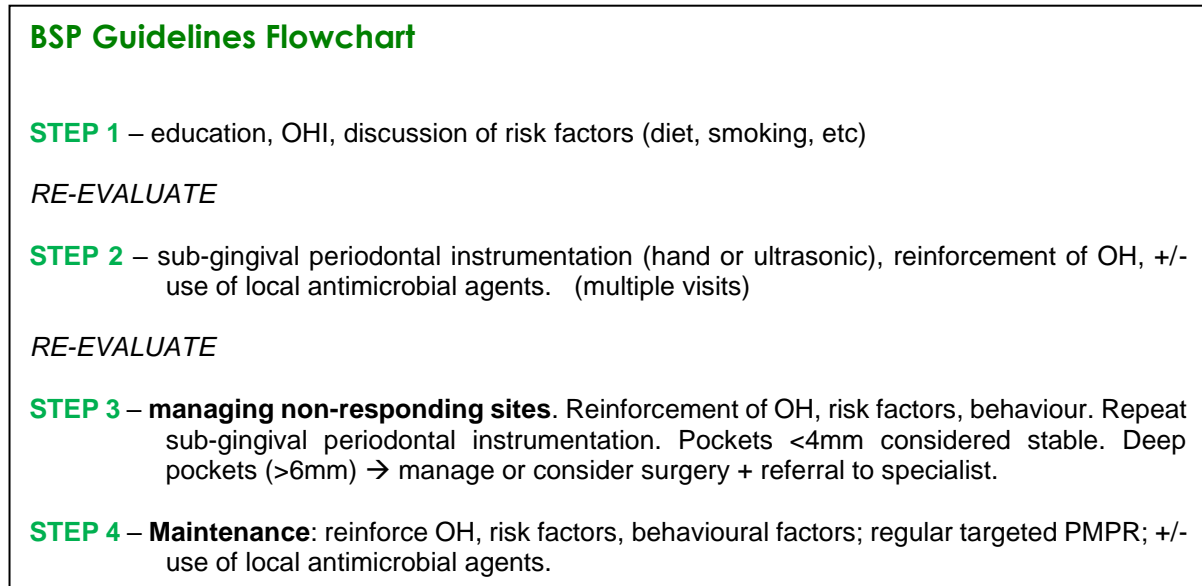 BSP Guidelines Flowchart
STEP 1 – education, OHI, discussion of risk factors (diet, smoking, etc)
RE-EVALUATE
STEP 2 – sub-gingival periodontal instrumentation (hand or ultrasonic), reinforcement of OH, +/-
use of local antimicrobial agents. (multiple visits)
RE-EVALUATE
STEP 3 – managing non-responding sites. Reinforcement of OH, risk factors, behaviour. Repeat
sub-gingival periodontal instrumentation. Pockets <4mm considered stable. Deep
pockets (>6mm) → manage or consider surgery + referral to specialist.
STEP 4 – Maintenance: reinforce OH, risk factors, behavioural factors; regular targeted PMPR; +/-
use of local antimicrobial agents.